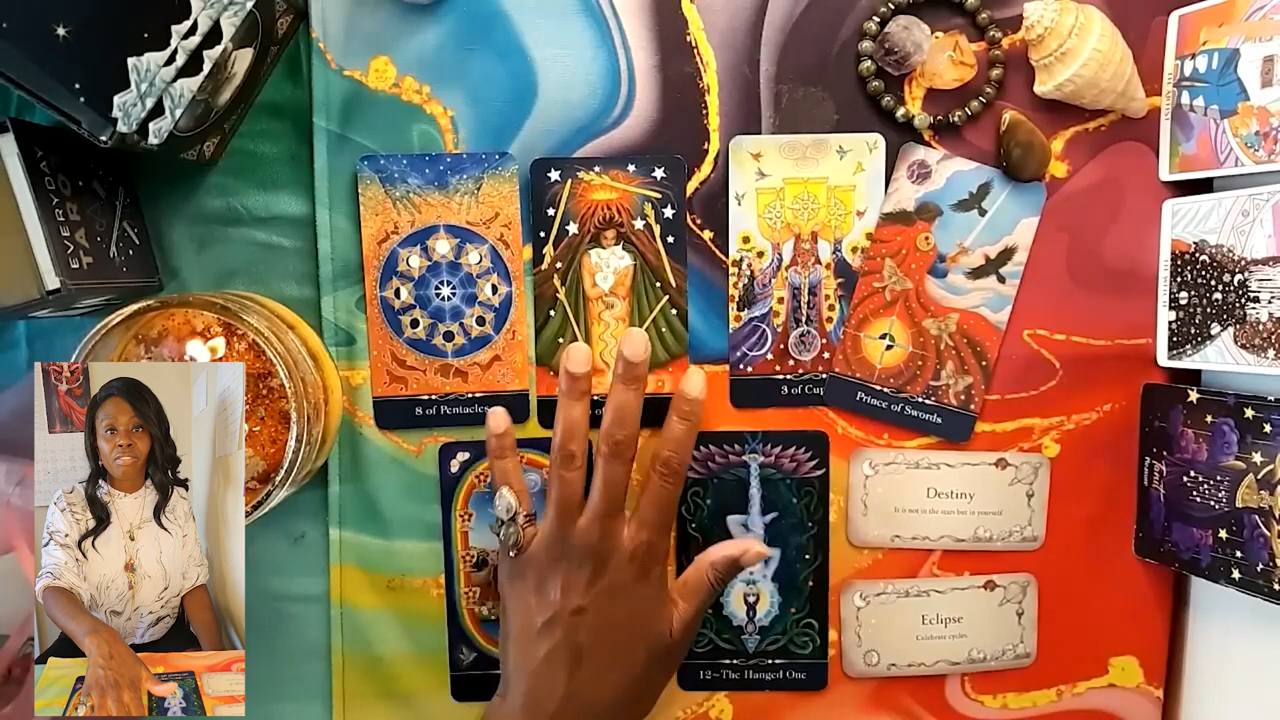 EVERYDAY
TAROT
8 of Pentacles
3 of Cup
Prince of Swords
12~The Hanged One
Destiny
It is not in the stars but in yourself
Eclipse
Celebrate cycles